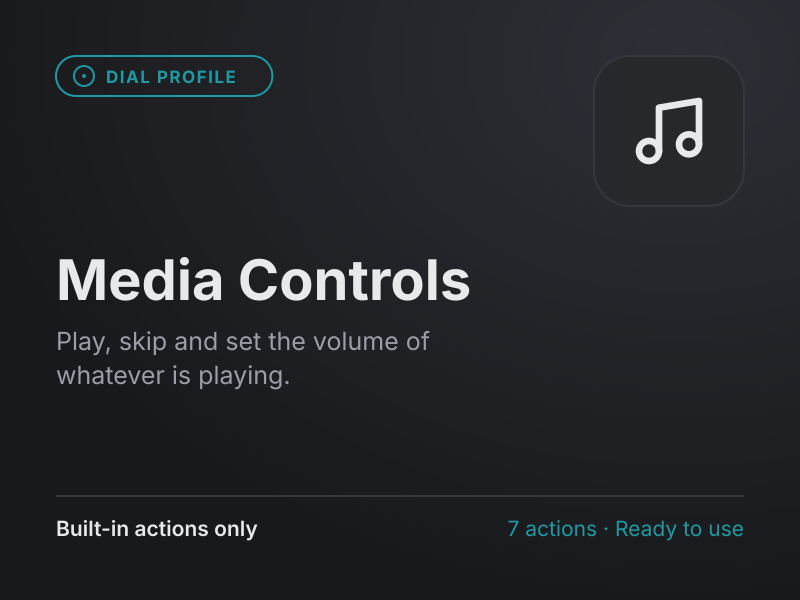 DIAL PROFILE
Media Controls
Play, skip and set the volume of
whatever is playing.
Built-in actions only
7 actions · Ready to use